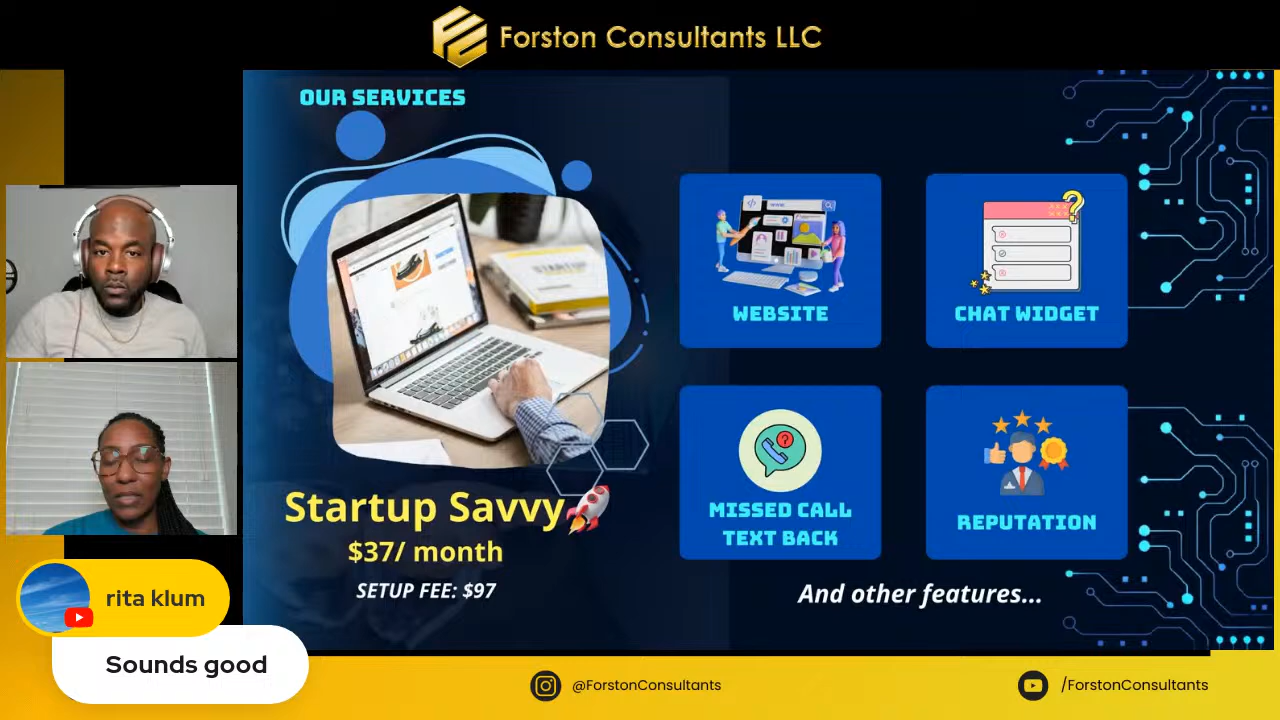 Forston Consultants LLC
OUR SERVICES
Startup Savvy
$37/ month
SETUP FEE: $97
WEBSITE
CHAT WIDGET
MISSED CALL
TEXT BACK
REPUTATION
And other features...
rita klum
Sounds good
@ForstonConsultants
/ForstonConsultants